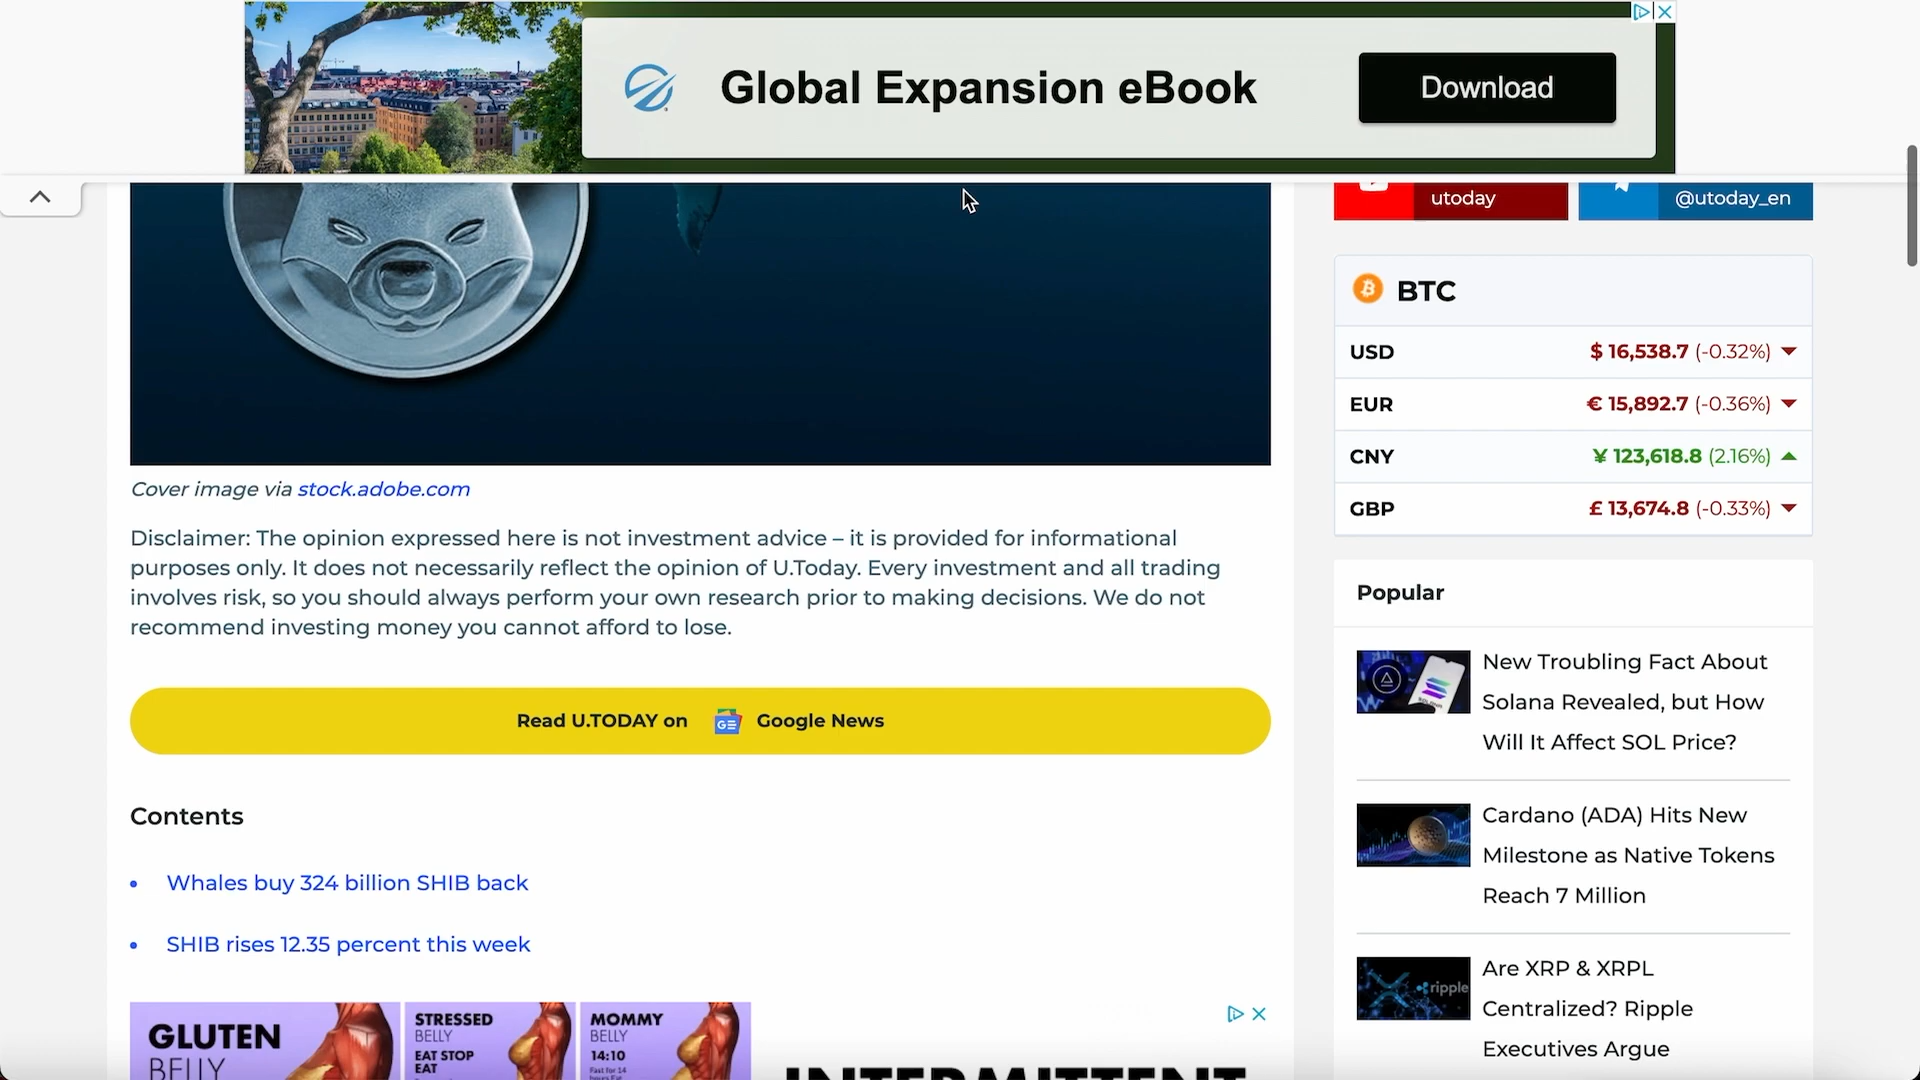 Global Expansion eBook
Download
utoday
@utoday_en
BTC
USD $ 16,538.7 (-0.32%)
EUR € 15,892.7 (-0.36%)
CNY ¥ 123,618.8 (2.16%)
GBP £ 13,674.8 (-0.33%)
Cover image via stock.adobe.com
Disclaimer: The opinion expressed here is not investment advice – it is provided for informational
purposes only. It does not necessarily reflect the opinion of U.Today. Every investment and all trading
involves risk, so you should always perform your own research prior to making decisions. We do not
recommend investing money you cannot afford to lose.
Read U.TODAY on GE Google News
Contents
• Whales buy 324 billion SHIB back
• SHIB rises 12.35 percent this week
Popular
New Troubling Fact About
Solana Revealed, but How
Will It Affect SOL Price?
Cardano (ADA) Hits New
Milestone as Native Tokens
Reach 7 Million
ripple
Are XRP & XRPL
Centralized? Ripple
Executives Argue
GLUTEN
BELLY
STRESSED
BELLY
EAT STOP
EAT
MOMMY
BELLY
14:10
Fast for 14
INTERMITTENT